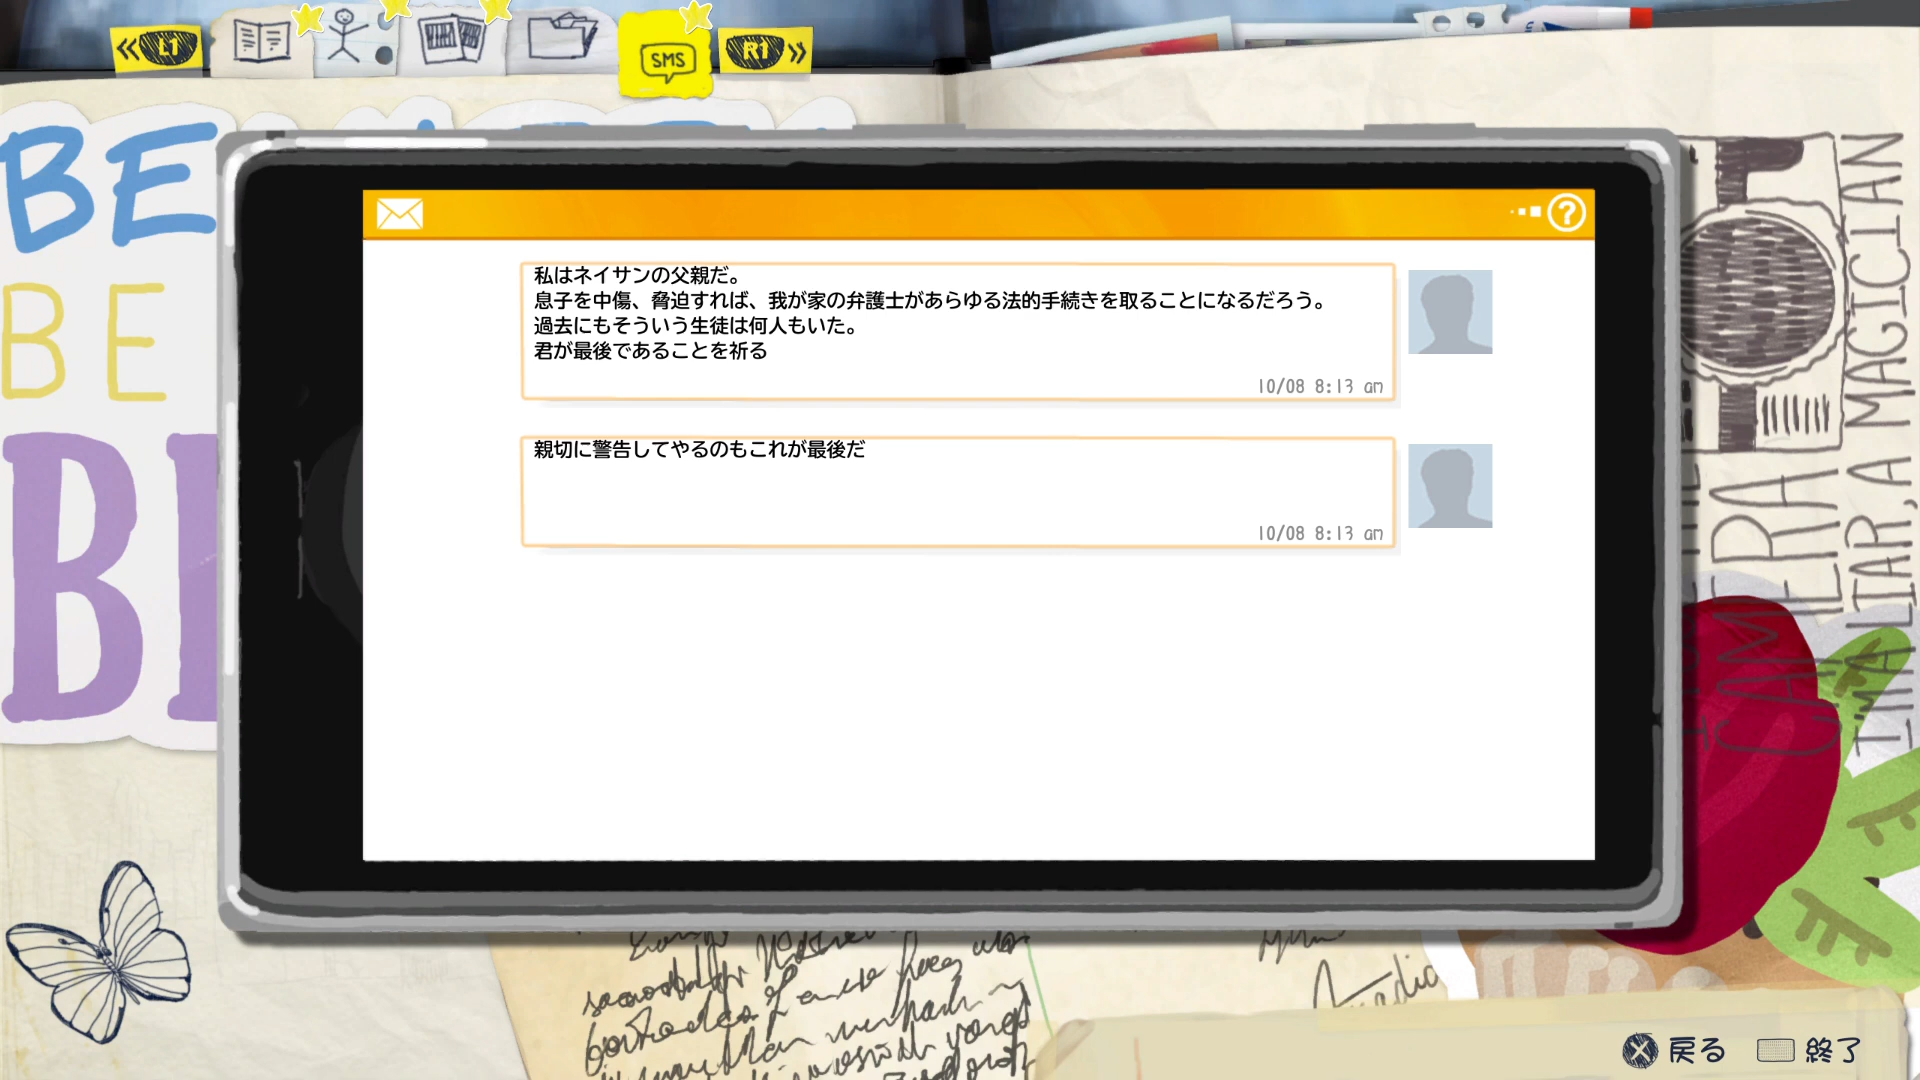 L1
SMS
R1
BE
BE
BE
私はネイサンの父親だ。
息子を中傷、脅迫すれば、我が家の弁護士があらゆる法的手続きを取ることになるだろう。
過去にもそういう生徒は何人もいた。
君が最後であることを祈る
10/08 8:13 am
親切に警告してやるのもこれが最後だ
10/08 8:13 am
CAMERA
I'M A LIAR, A MAGICIAN
戻る
終了